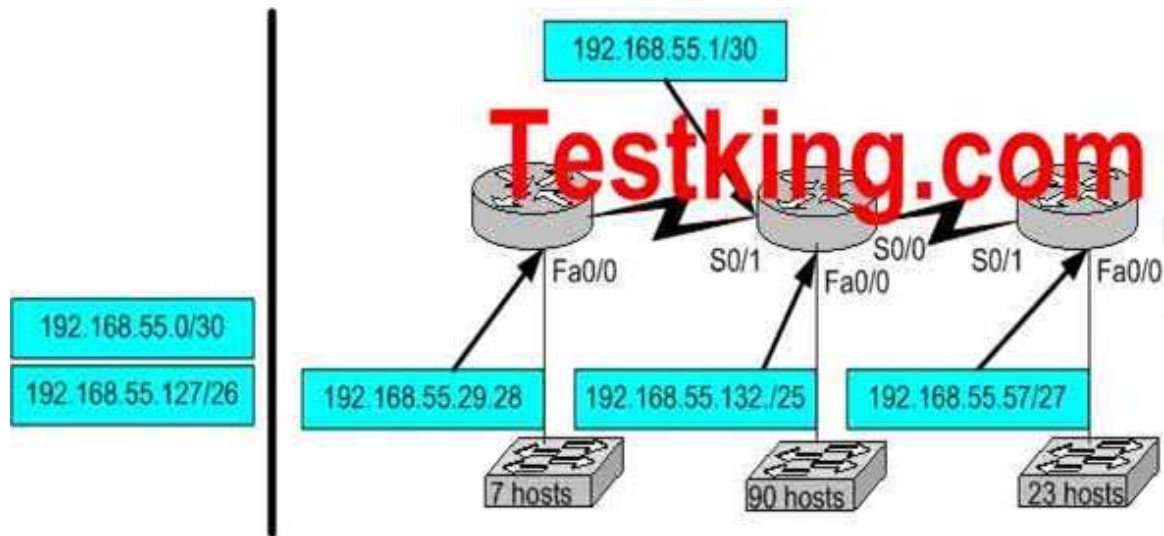 192.168.55.1/30
Testking.com
S0/1
S0/0
S0/1
Fa0/0
Fa0/0
Fa0/0
192.168.55.0/30
192.168.55.127/26
192.168.55.29.28
192.168.55.132./25
192.168.55.57/27
7 hosts
90 hosts
23 hosts